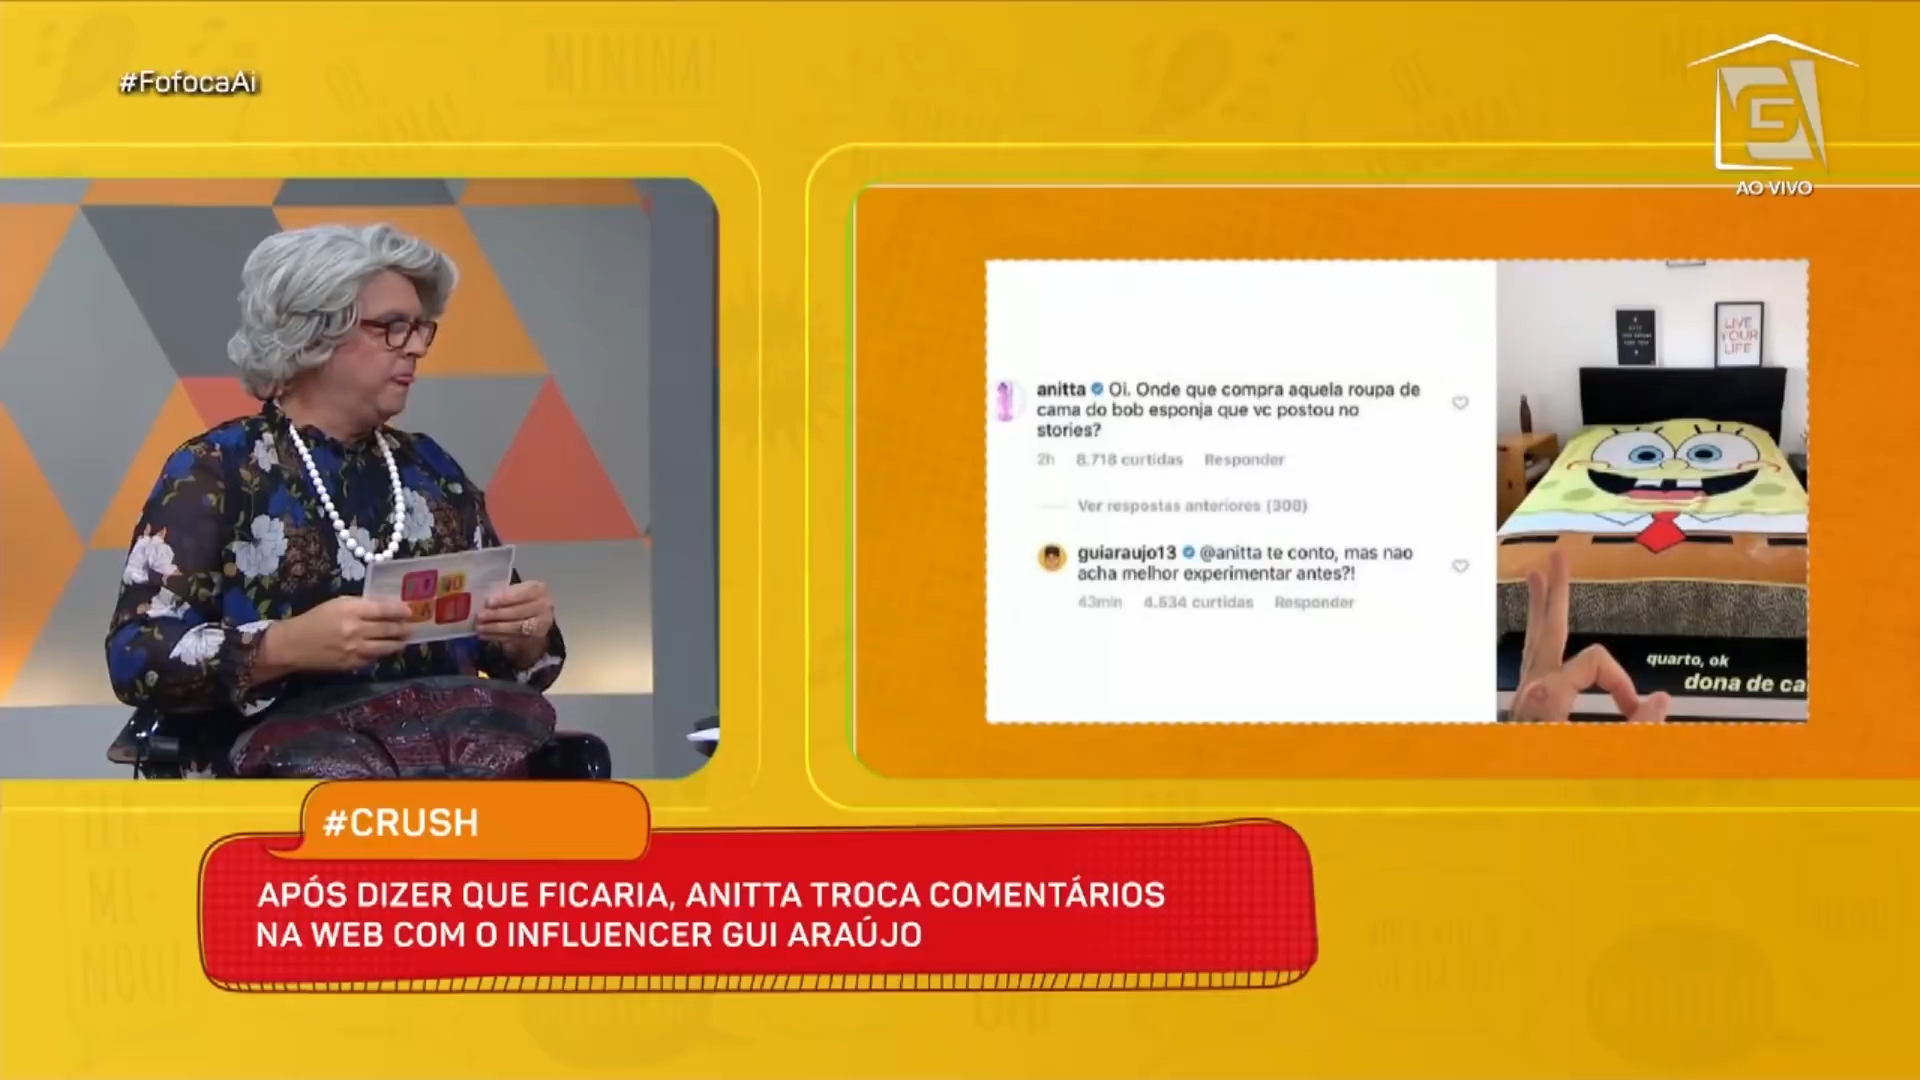 #FofocaAi
AO VIVO
anitta Oi. Onde que compra aquela roupa de
cama do bob esponja que vc postou no
stories?
2h 8.718 curtidas Responder
Ver respostas anteriores (308)
guiaraujo13 @anitta te conto, mas nao
acha melhor experimentar antes?!
43min 4.534 curtidas Responder
LIVE
YOUR
LIFE
quarto, ok
dona de ca
#CRUSH
APÓS DIZER QUE FICARIA, ANITTA TROCA COMENTÁRIOS
NA WEB COM O INFLUENCER GUI ARAÚJO